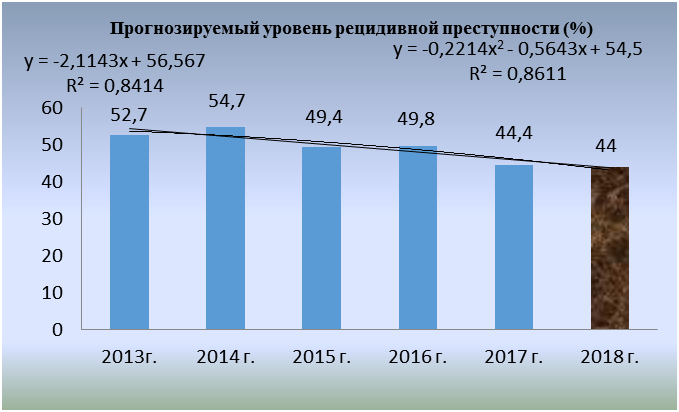 Прогнозируемый уровень рецидивной преступности (%)
y = -0,2214x² - 0,5643x + 54,5
R² = 0,8611
y = -2,1143x + 56,567
R² = 0,8414
60
50
40
30
20
10
0
52,7
54,7
49,4
49,8
44,4
44
2013г.
2014 г.
2015 г.
2016 г.
2017 г.
2018 г.